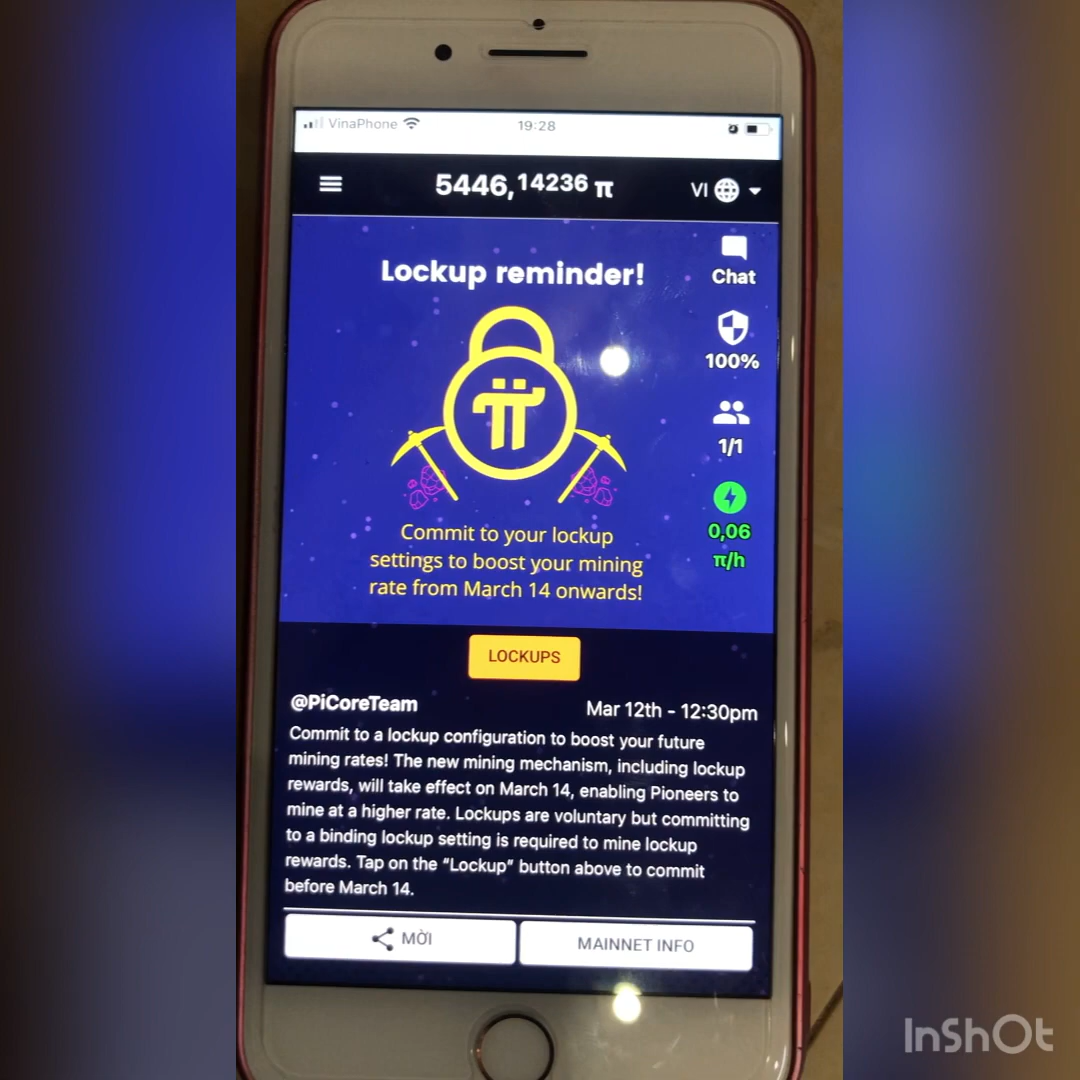 VinaPhone 19:28
5446,14236 π VI
Lockup reminder!
Chat
100%
1/1
0,06
π/h
Commit to your lockup
settings to boost your mining
rate from March 14 onwards!
LOCKUPS
@PiCoreTeam Mar 12th - 12:30pm
Commit to a lockup configuration to boost your future
mining rates! The new mining mechanism, including lockup
rewards, will take effect on March 14, enabling Pioneers to
mine at a higher rate. Lockups are voluntary but committing
to a binding lockup setting is required to mine lockup
rewards. Tap on the “Lockup” button above to commit
before March 14.
MỜI MAINNET INFO
InShOt